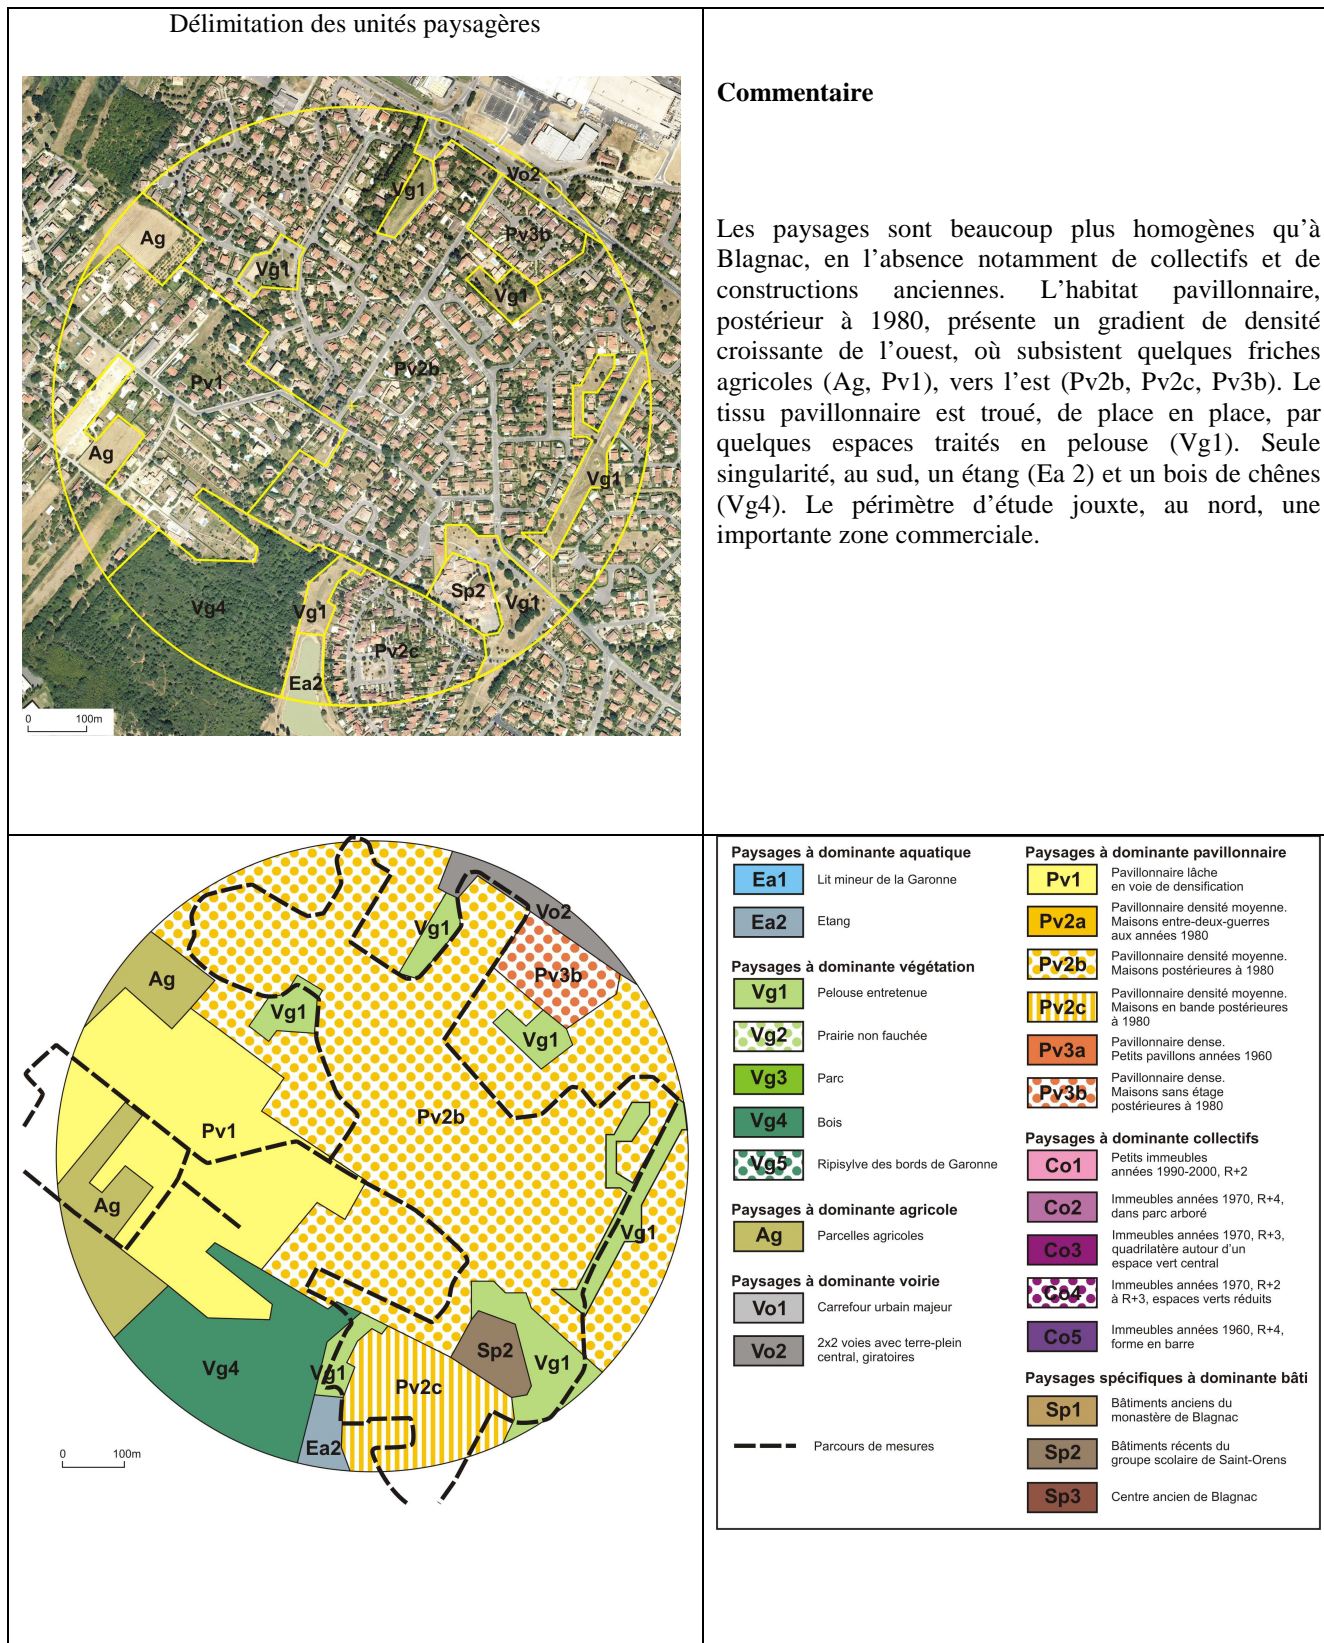 Délimitation des unités paysagères
Vg1
Vo2
Pv3b
Ag
Vg1
Vg1
Pv1
Pv2b
Ag
Vg1
Vg4
Vg1
Sp2
Vg1
Pv2c
Ea2
0 100m
Commentaire
Les paysages sont beaucoup plus homogènes qu’à
Blagnac, en l’absence notamment de collectifs et de
constructions anciennes. L’habitat pavillonnaire,
postérieur à 1980, présente un gradient de densité
croissante de l’ouest, où subsistent quelques friches
agricoles (Ag, Pv1), vers l’est (Pv2b, Pv2c, Pv3b). Le
tissu pavillonnaire est troué, de place en place, par
quelques espaces traités en pelouse (Vg1). Seule
singularité, au sud, un étang (Ea 2) et un bois de chênes
(Vg4). Le périmètre d’étude jouxte, au nord, une
importante zone commerciale.
Vo2
Vg1
Pv3b
Ag
Vg1
Vg1
Pv2b
Pv1
Ag
Vg1
Sp2
Vg1
Vg4
Vg1
Pv2c
Ea2
0 100m
Paysages à dominante aquatique
Ea1 Lit mineur de la Garonne
Ea2 Etang
Paysages à dominante végétation
Vg1 Pelouse entretenue
Vg2 Prairie non fauchée
Vg3 Parc
Vg4 Bois
Vg5 Ripisylve des bords de Garonne
Paysages à dominante agricole
Ag Parcelles agricoles
Paysages à dominante voirie
Vo1 Carrefour urbain majeur
Vo2 2x2 voies avec terre-plein
central, giratoires
Parcours de mesures
Paysages à dominante pavillonnaire
Pv1 Pavillonnaire lâche
en voie de densification
Pv2a Pavillonnaire densité moyenne.
Maisons entre-deux-guerres
aux années 1980
Pv2b Pavillonnaire densité moyenne.
Maisons postérieures à 1980
Pv2c Pavillonnaire densité moyenne.
Maisons en bande postérieures
à 1980
Pv3a Pavillonnaire dense.
Petits pavillons années 1960
Pv3b Pavillonnaire dense.
Maisons sans étage
postérieures à 1980
Paysages à dominante collectifs
Co1 Petits immeubles
années 1990-2000, R+2
Co2 Immeubles années 1970, R+4,
dans parc arboré
Co3 Immeubles années 1970, R+3,
quadrilatère autour d’un
espace vert central
Co4 Immeubles années 1970, R+2
à R+3, espaces verts réduits
Co5 Immeubles années 1960, R+4,
forme en barre
Paysages spécifiques à dominante bâti
Sp1 Bâtiments anciens du
monastère de Blagnac
Sp2 Bâtiments récents du
groupe scolaire de Saint-Orens
Sp3 Centre ancien de Blagnac